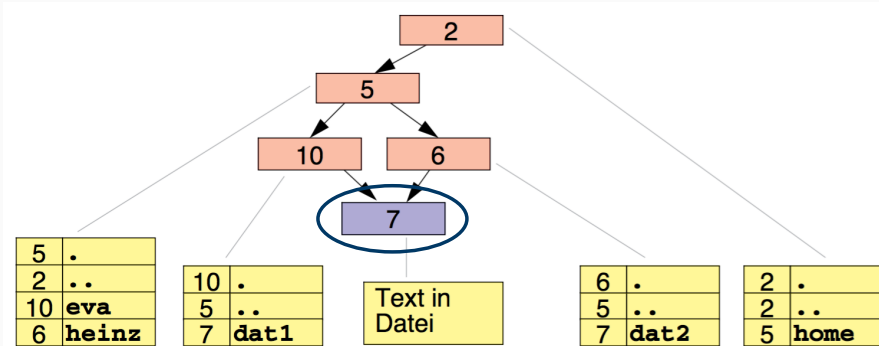 2
5
10 6
7
5 .
2 ..
10 eva
6 heinz
10 .
5 ..
7 dat1
Text in
Datei
6 .
5 ..
7 dat2
2 .
2 ..
5 home